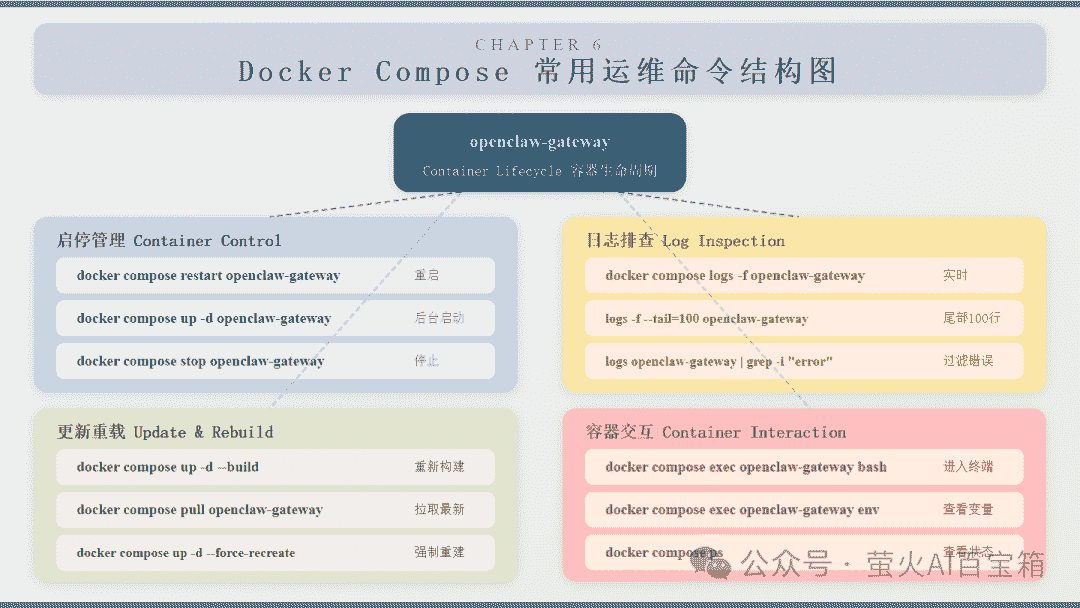 CHAPTER 6
Docker Compose 常用运维命令结构图
openclaw-gateway
Container Lifecycle 容器生命周期
启停管理 Container Control
docker compose restart openclaw-gateway 重启
docker compose up -d openclaw-gateway 后台启动
docker compose stop openclaw-gateway 停止
日志排查 Log Inspection
docker compose logs -f openclaw-gateway 实时
logs -f --tail=100 openclaw-gateway 尾部100行
logs openclaw-gateway | grep -i "error" 过滤错误
更新重载 Update & Rebuild
docker compose up -d --build 重新构建
docker compose pull openclaw-gateway 拉取最新
docker compose up -d --force-recreate 强制重建
容器交互 Container Interaction
docker compose exec openclaw-gateway bash 进入终端
docker compose exec openclaw-gateway env 查看变量
docker compose ps 查看状态
公众号 · 萤火AI百宝箱